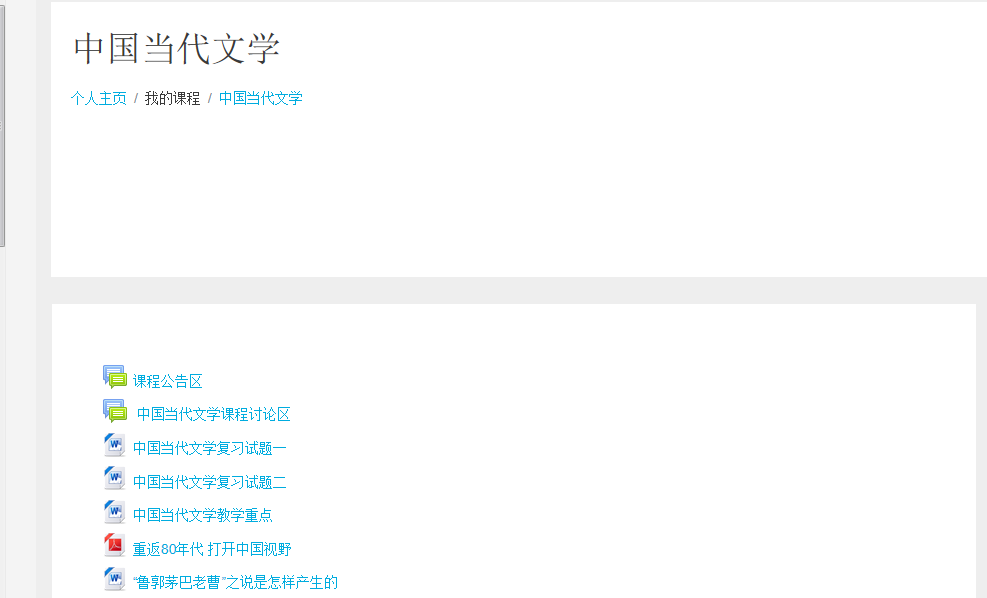 中国当代文学
个人主页 / 我的课程 / 中国当代文学
课程公告区
中国当代文学课程讨论区
中国当代文学复习试题一
中国当代文学复习试题二
中国当代文学教学重点
重返80年代 打开中国视野
“鲁郭茅巴老曹”之说是怎样产生的